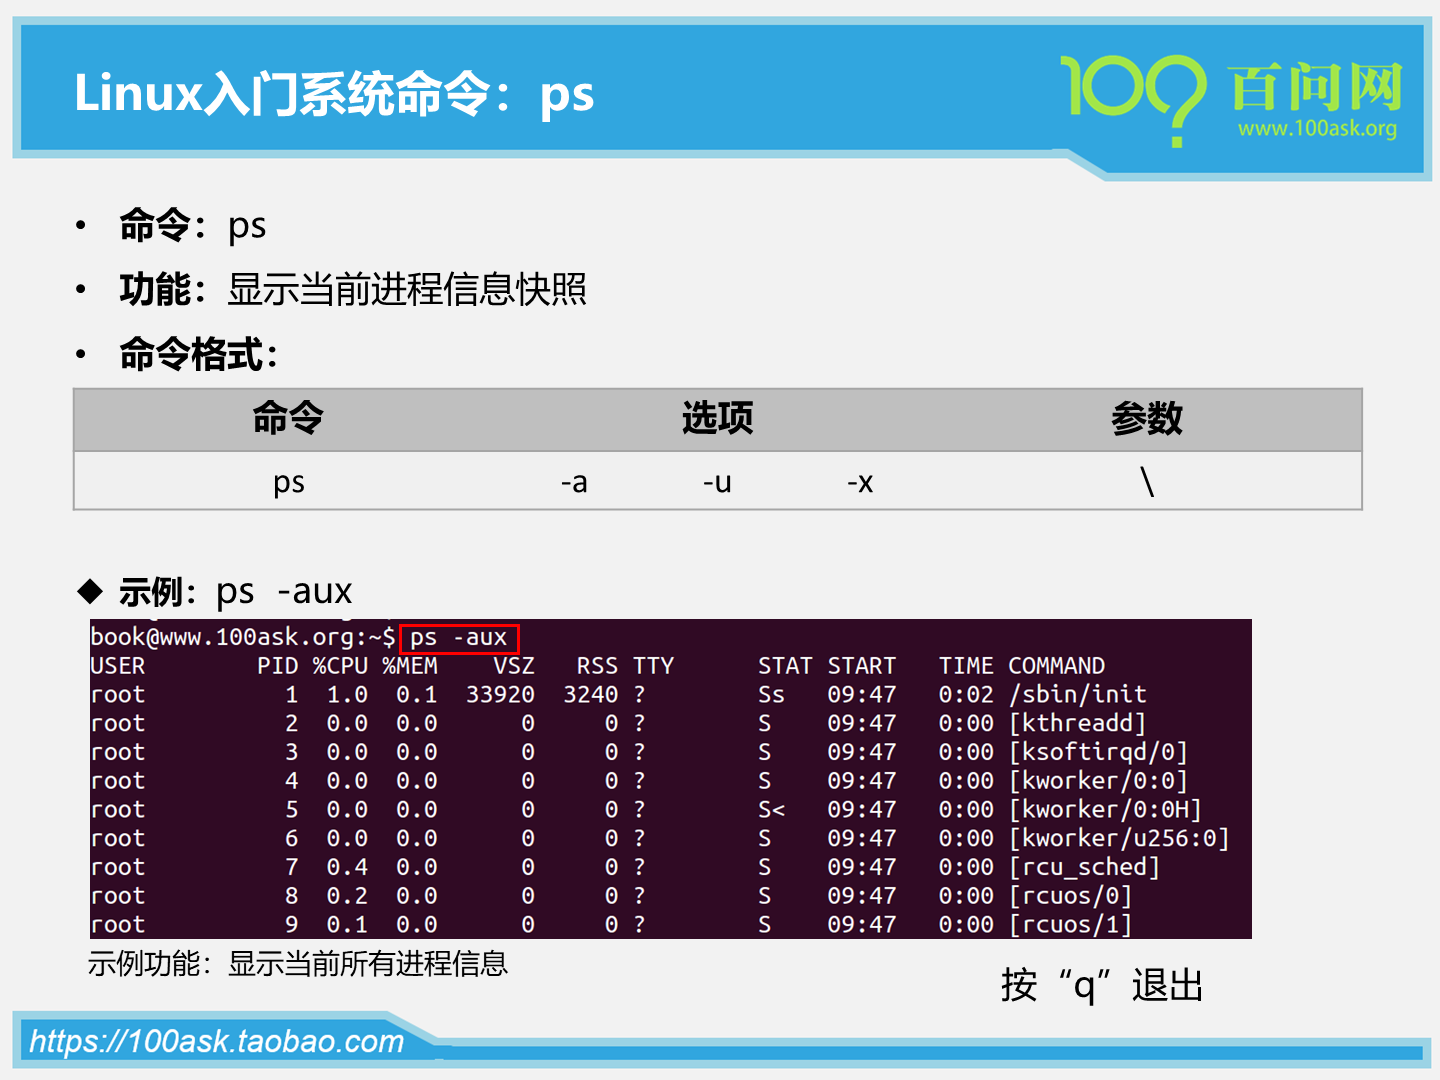 Linux入门系统命令：ps
100?
百问网
www.100ask.org
• 命令：ps
• 功能：显示当前进程信息快照
• 命令格式：
命令 选项 参数
ps -a -u -x \
◆ 示例：ps -aux
book@www.100ask.org:~$ ps -aux
USER PID %CPU %MEM VSZ RSS TTY STAT START TIME COMMAND
root 1 1.0 0.1 33920 3240 ? Ss 09:47 0:02 /sbin/init
root 2 0.0 0.0 0 0 ? S 09:47 0:00 [kthreadd]
root 3 0.0 0.0 0 0 ? S 09:47 0:00 [ksoftirqd/0]
root 4 0.0 0.0 0 0 ? S 09:47 0:00 [kworker/0:0]
root 5 0.0 0.0 0 0 ? S< 09:47 0:00 [kworker/0:0H]
root 6 0.0 0.0 0 0 ? S 09:47 0:00 [kworker/u256:0]
root 7 0.4 0.0 0 0 ? S 09:47 0:00 [rcu_sched]
root 8 0.2 0.0 0 0 ? S 09:47 0:00 [rcuos/0]
root 9 0.1 0.0 0 0 ? S 09:47 0:00 [rcuos/1]
示例功能：显示当前所有进程信息
按“q”退出
https://100ask.taobao.com